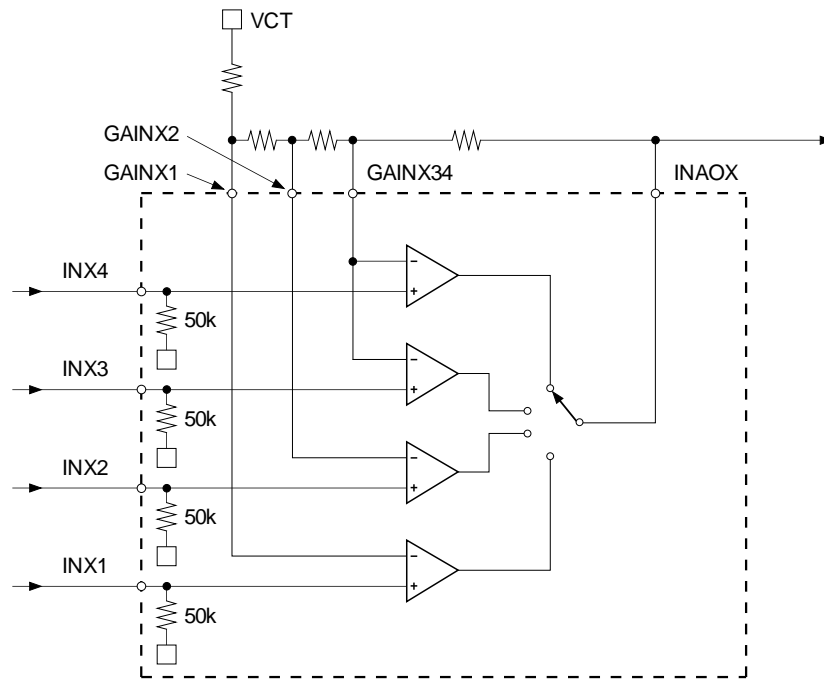 VCT
GAINX2
GAINX1
GAINX34
INAOX
INX4
50k
INX3
50k
INX2
50k
INX1
50k